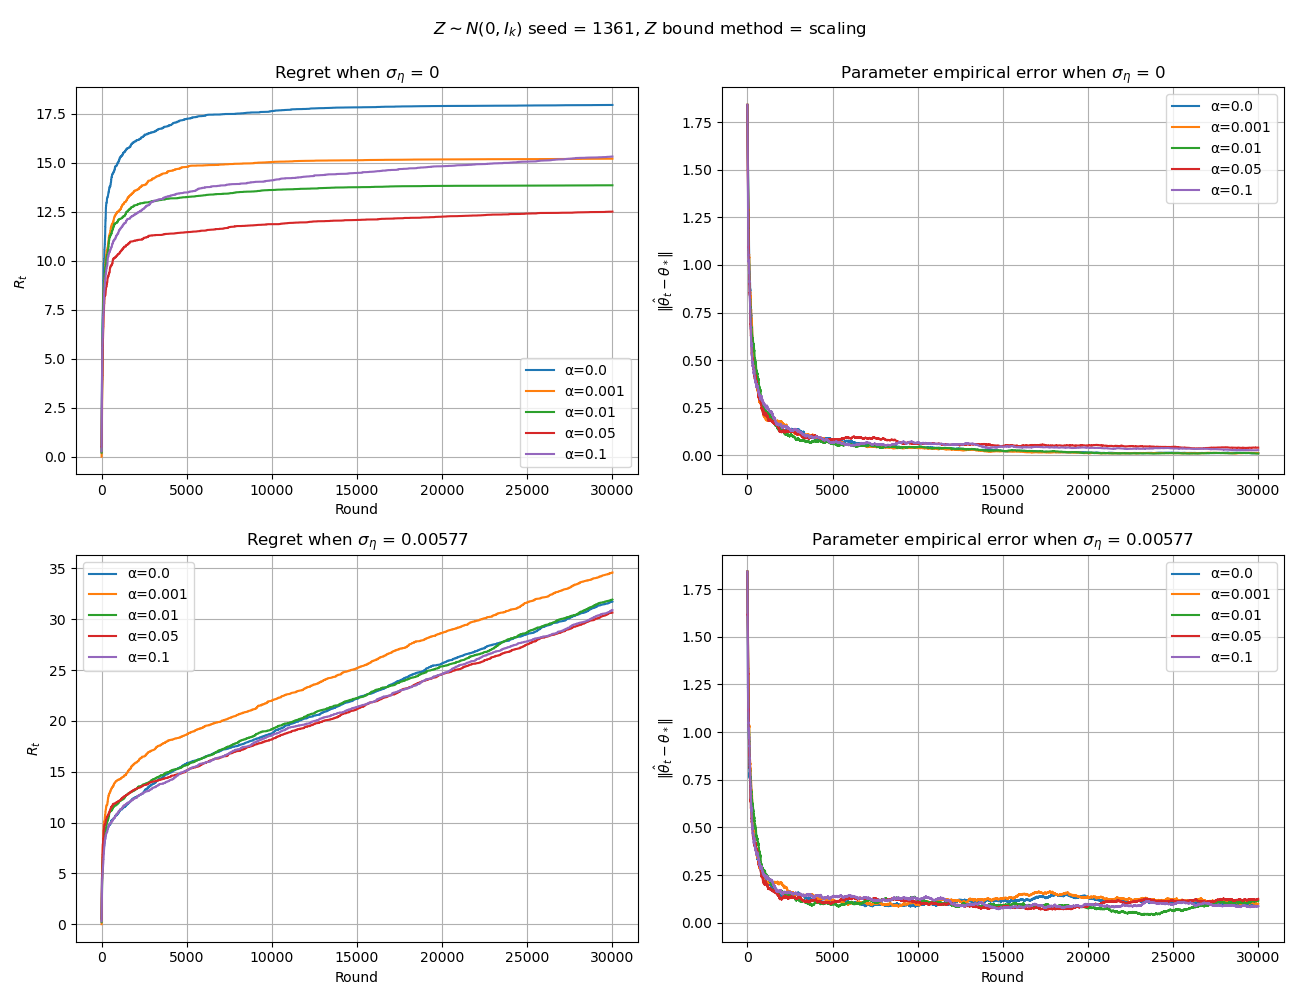 Z ~ N(0, I_k) seed = 1361, Z bound method = scaling
Regret when σ_η = 0
R_t
17.5
15.0
12.5
10.0
7.5
5.0
2.5
0.0
α=0.0
α=0.001
α=0.01
α=0.05
α=0.1
0 5000 10000 15000 20000 25000 30000
Round
Parameter empirical error when σ_η = 0
‖θ̂_t − θ_*‖
1.75
1.50
1.25
1.00
0.75
0.50
0.25
0.00
α=0.0
α=0.001
α=0.01
α=0.05
α=0.1
0 5000 10000 15000 20000 25000 30000
Round
Regret when σ_η = 0.00577
R_t
35
30
25
20
15
10
5
0
α=0.0
α=0.001
α=0.01
α=0.05
α=0.1
0 5000 10000 15000 20000 25000 30000
Round
Parameter empirical error when σ_η = 0.00577
‖θ̂_t − θ_*‖
1.75
1.50
1.25
1.00
0.75
0.50
0.25
0.00
α=0.0
α=0.001
α=0.01
α=0.05
α=0.1
0 5000 10000 15000 20000 25000 30000
Round